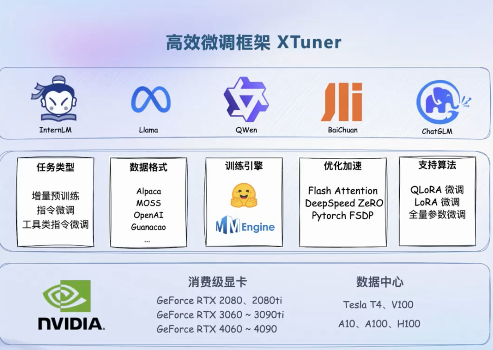 高效微调框架 XTuner
InternLM
Llama
QWen
BaiChuan
ChatGLM
任务类型
增量预训练
指令微调
工具类指令微调
数据格式
Alpaca
MOSS
OpenAI
Guanacao
...
训练引擎
MMEngine
优化加速
Flash Attention
DeepSpeed ZeRO
Pytorch FSDP
支持算法
QLoRA 微调
LoRA 微调
全量参数微调
NVIDIA.
消费级显卡
GeForce RTX 2080、2080ti
GeForce RTX 3060 ~ 3090ti
GeForce RTX 4060 ~ 4090
数据中心
Tesla T4、V100
A10、A100、H100